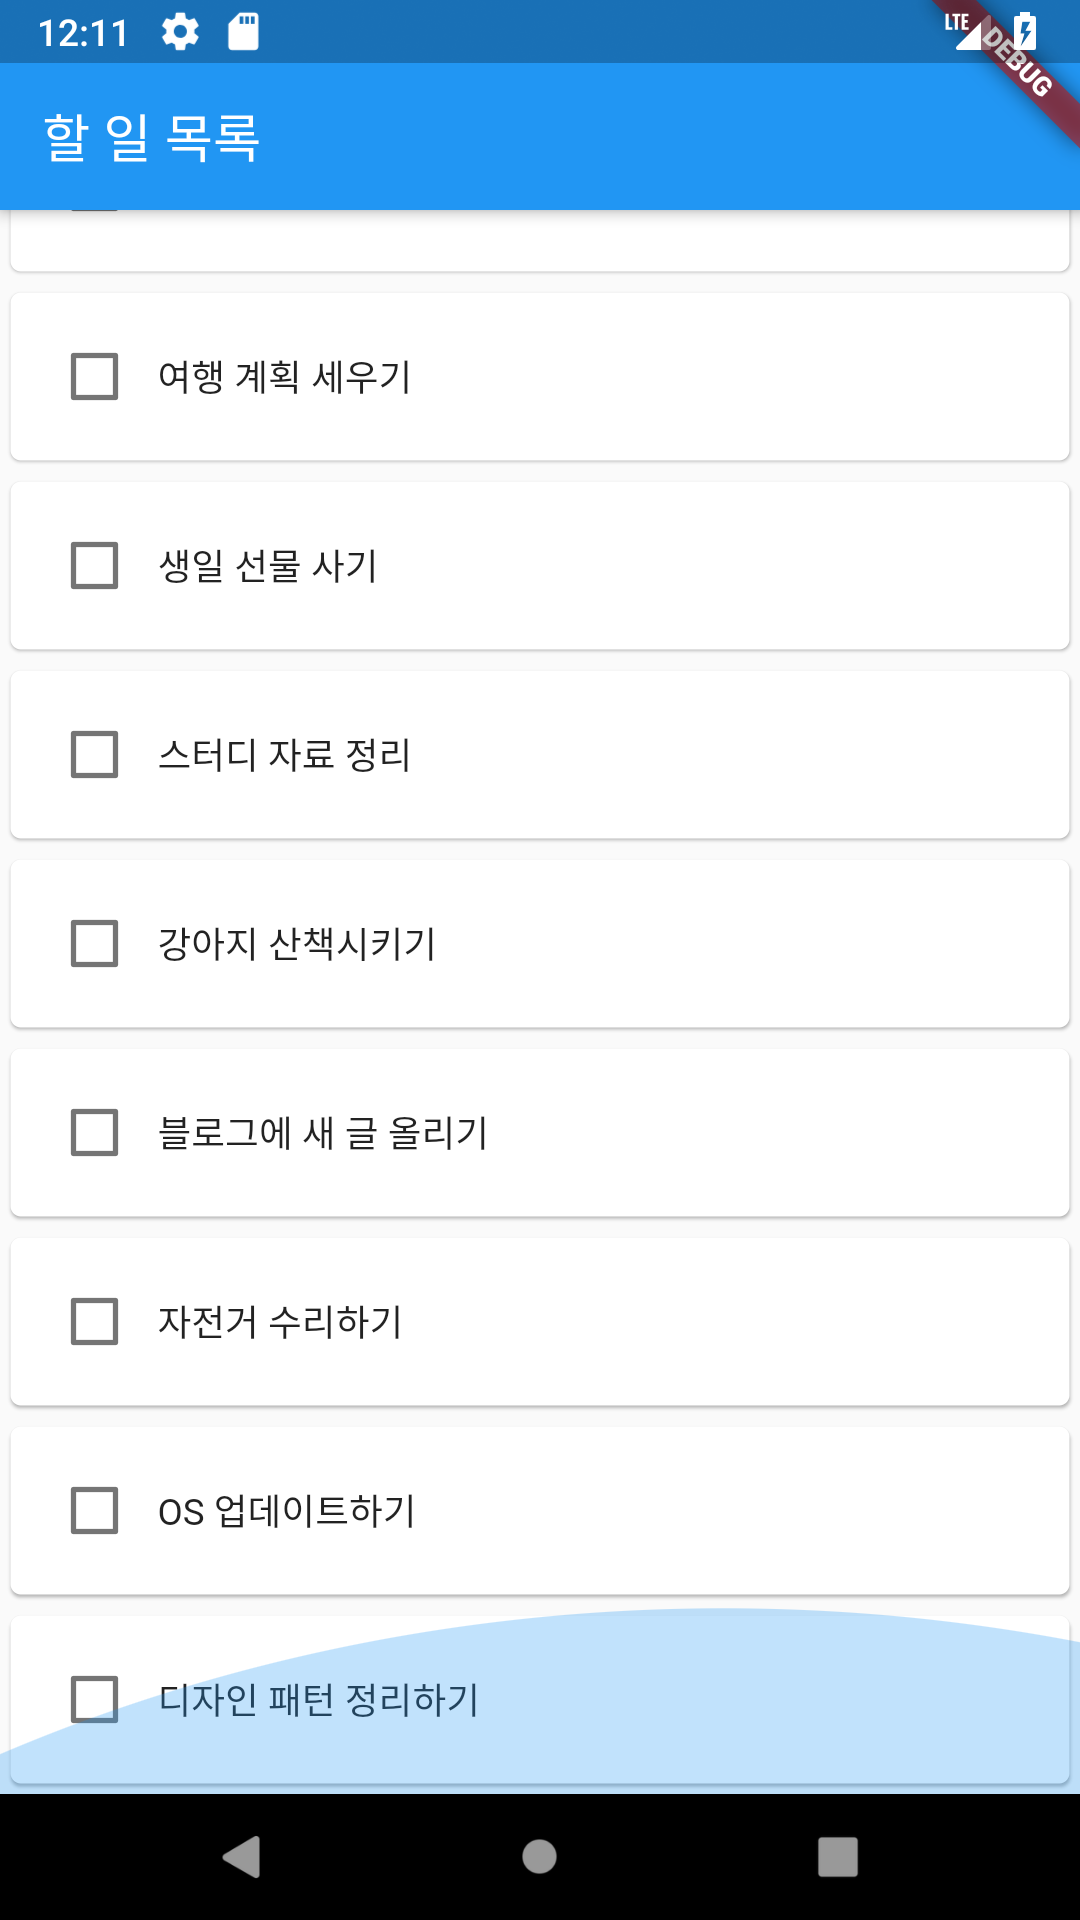 12:11
LTE
DEBUG
할 일 목록
여행 계획 세우기
생일 선물 사기
스터디 자료 정리
강아지 산책시키기
블로그에 새 글 올리기
자전거 수리하기
OS 업데이트하기
디자인 패턴 정리하기